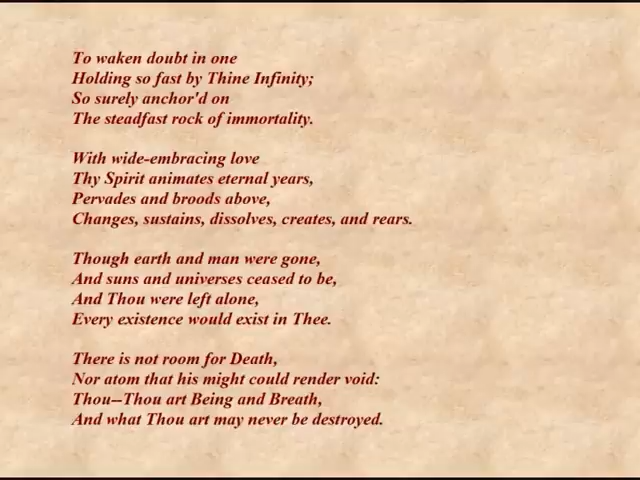 To waken doubt in one
Holding so fast by Thine Infinity;
So surely anchor'd on
The steadfast rock of immortality.
With wide-embracing love
Thy Spirit animates eternal years,
Pervades and broods above,
Changes, sustains, dissolves, creates, and rears.
Though earth and man were gone,
And suns and universes ceased to be,
And Thou were left alone,
Every existence would exist in Thee.
There is not room for Death,
Nor atom that his might could render void:
Thou--Thou art Being and Breath,
And what Thou art may never be destroyed.